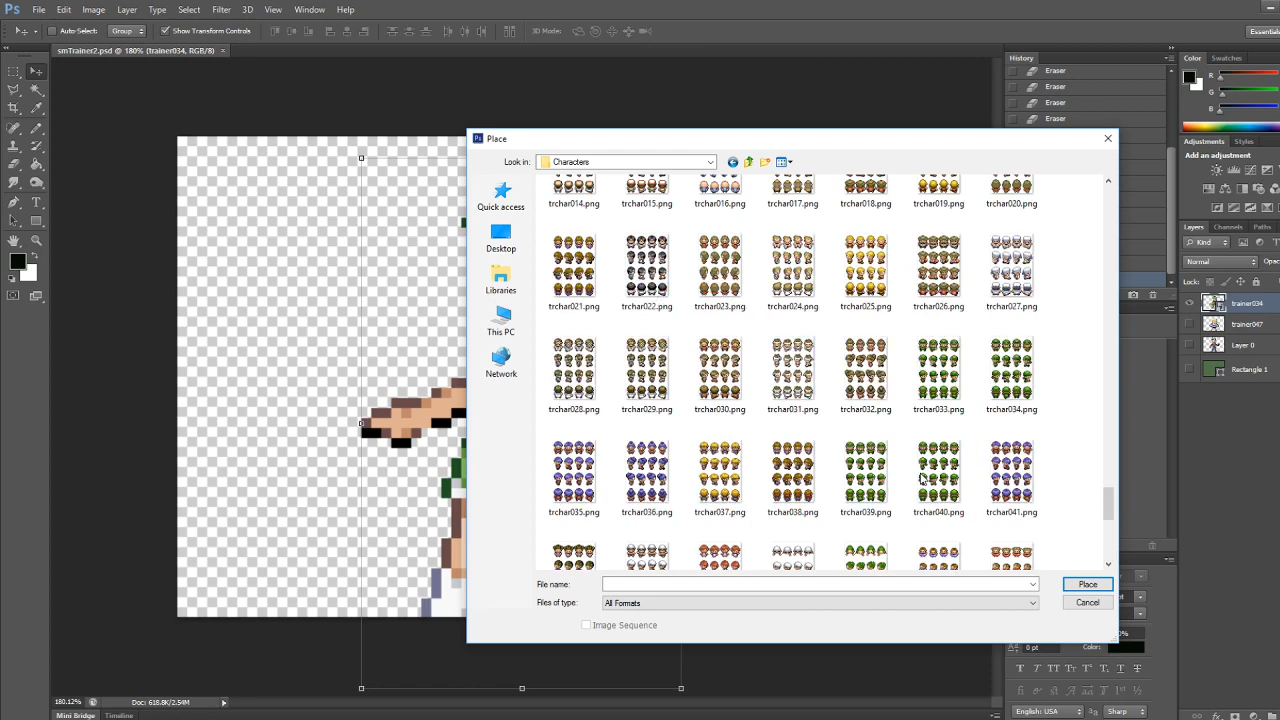 Ps File Edit Image Layer Type Select Filter 3D View Window Help
Auto-Select: Group Show Transform Controls 3D Mode: Essentials
smTrainer2.psd @ 180% (trainer034, RGB/8) ×
History
Eraser
Eraser
Eraser
Eraser
Color Swatches
R
G
B
Adjustments Styles
Add an adjustment
Layers Channels Paths
Kind
Normal
Lock:
trainer034
trainer047
Layer 0
Rectangle 1
Place
Look in: Characters
Quick access
Desktop
Libraries
This PC
Network
trchar014.png trchar015.png trchar016.png trchar017.png trchar018.png trchar019.png trchar020.png
trchar021.png trchar022.png trchar023.png trchar024.png trchar025.png trchar026.png trchar027.png
trchar028.png trchar029.png trchar030.png trchar031.png trchar032.png trchar033.png trchar034.png
trchar035.png trchar036.png trchar037.png trchar038.png trchar039.png trchar040.png trchar041.png
File name: Place
Files of type: All Formats Cancel
Image Sequence
0 pt Color:
English: USA Sharp
180.12% Doc: 618.8K/2.54M
Mini Bridge Timeline